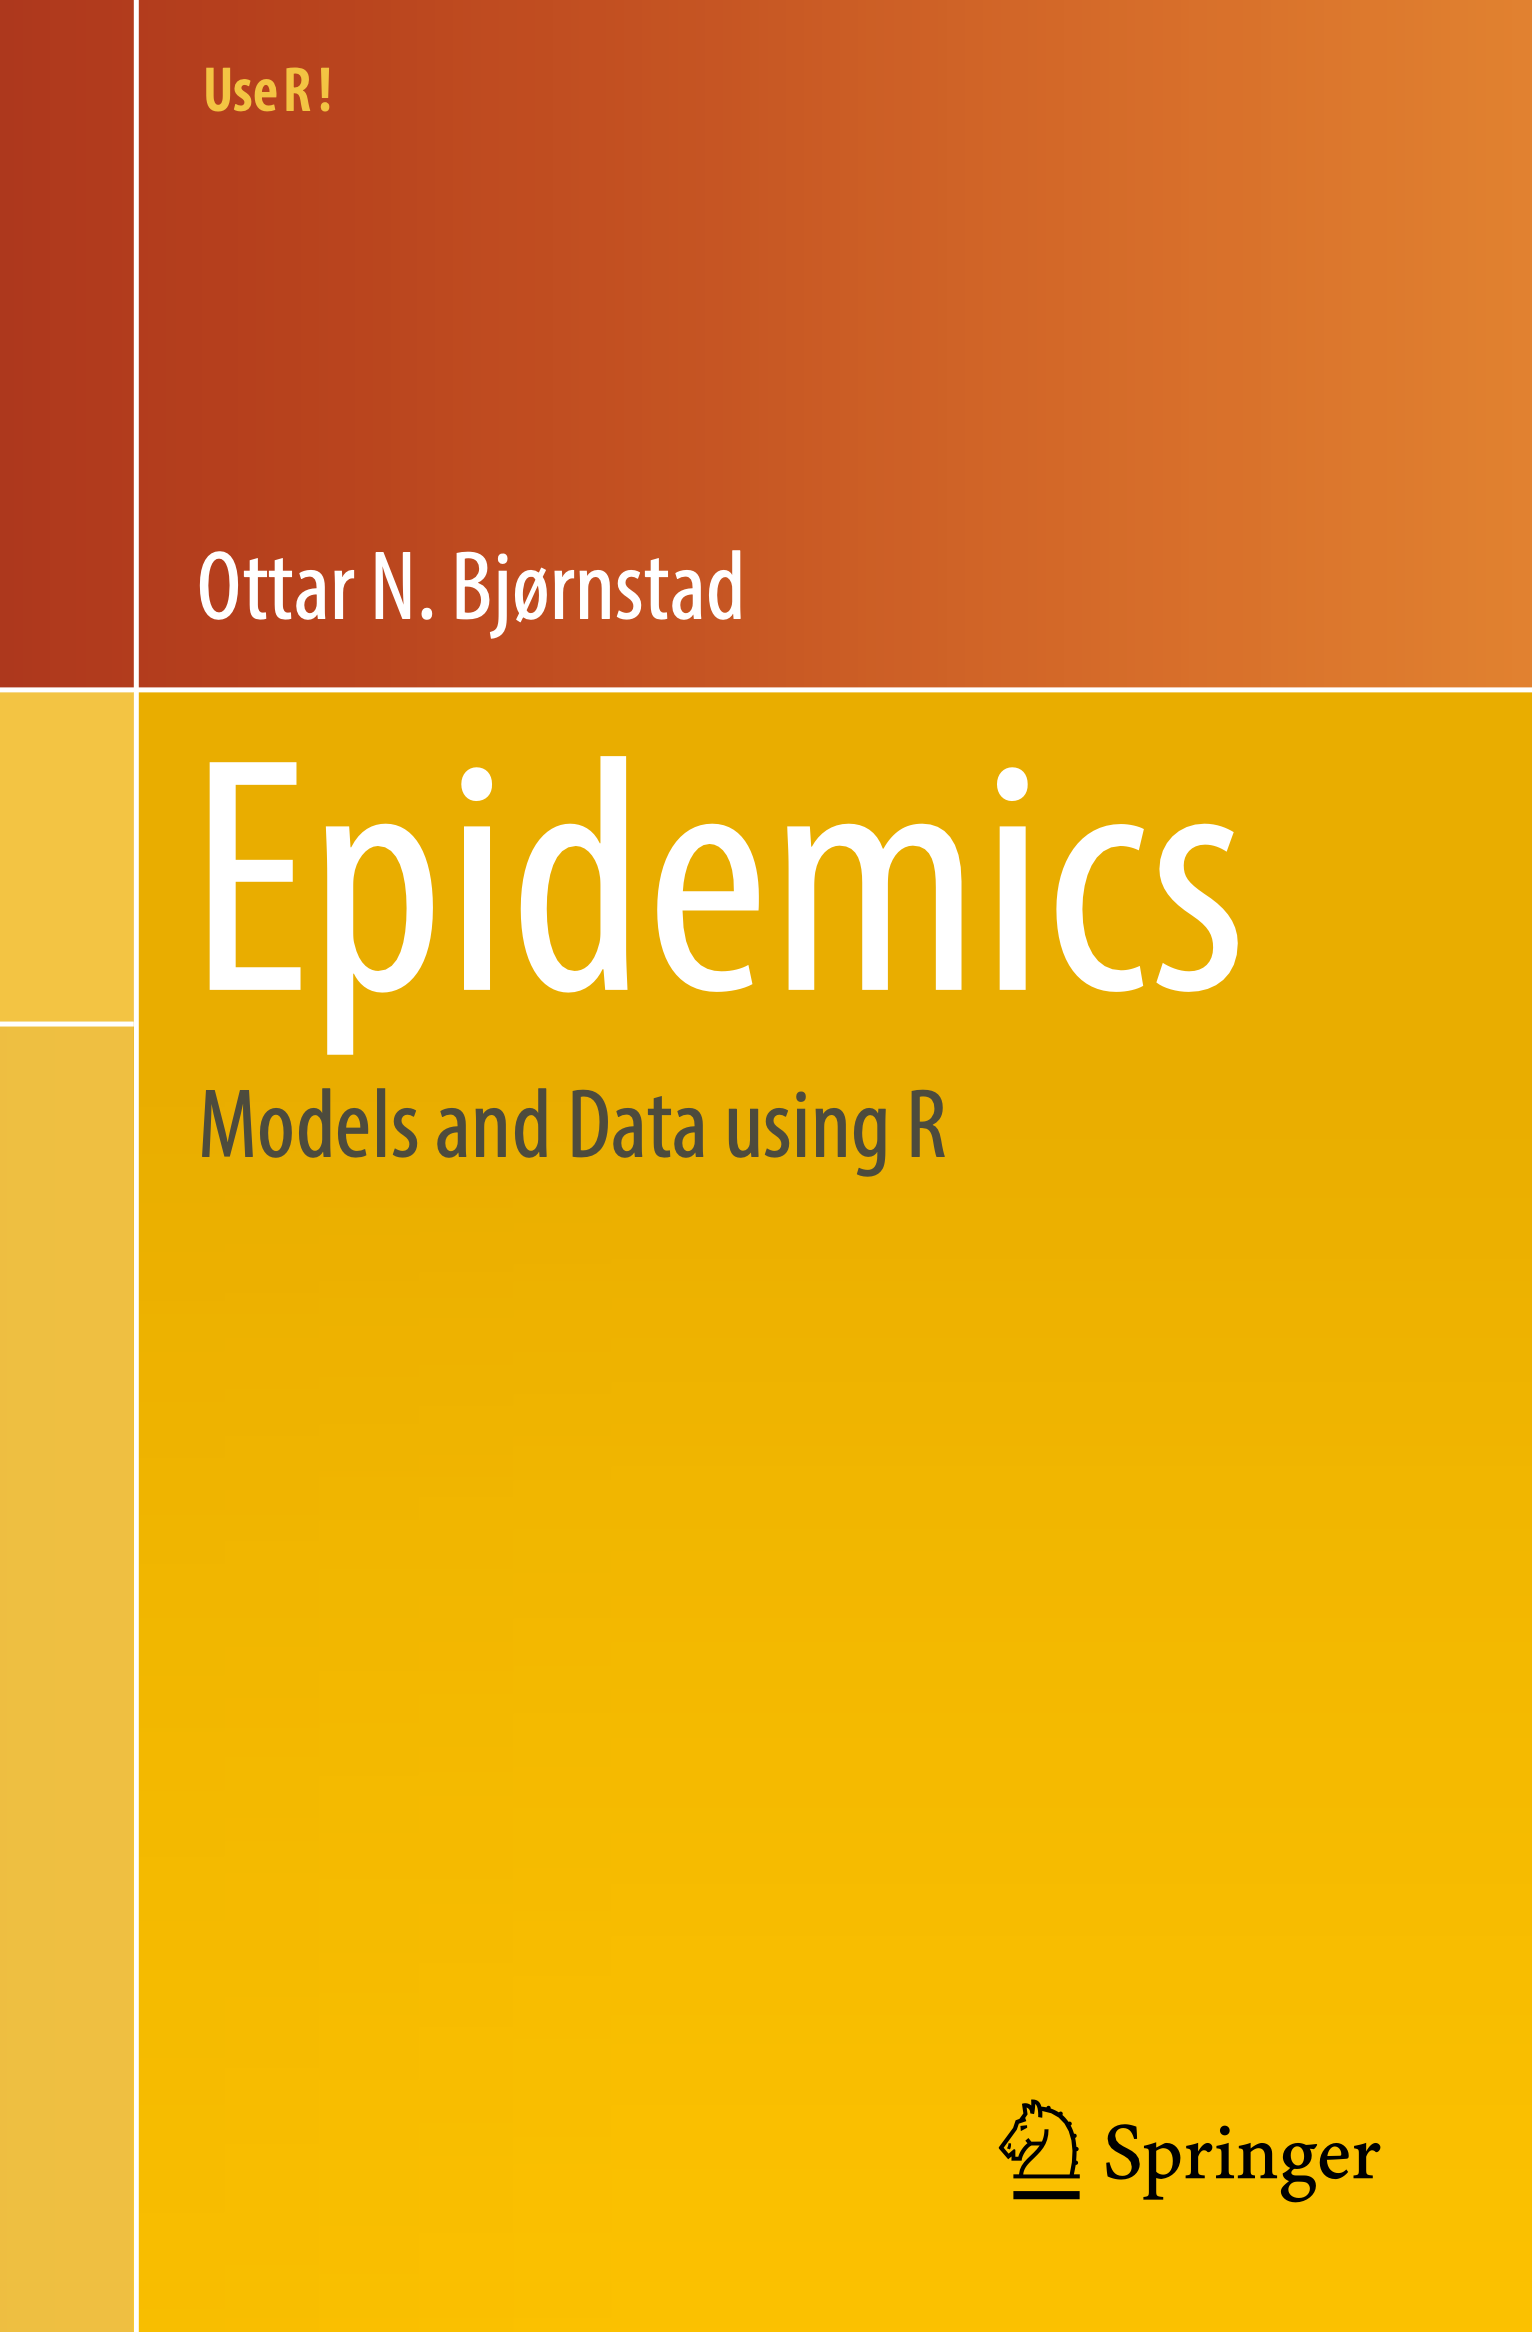 Use R !
Ottar N. Bjørnstad
Epidemics
Models and Data using R
Springer